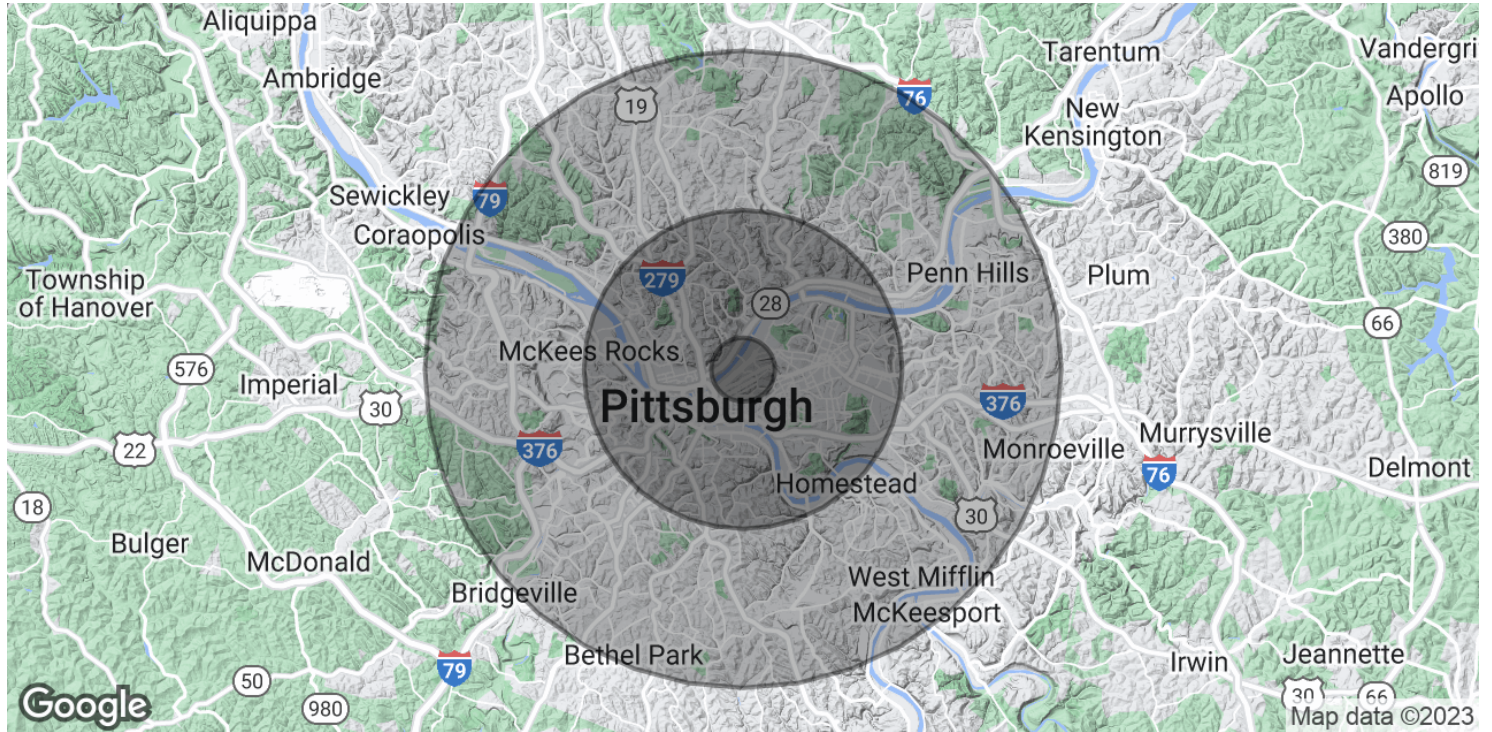 Aliquippa
Tarentum
Vandergri
Ambridge
76
Apollo
19
New
Kensington
819
Sewickley
79
Coraopolis
380
Township
of Hanover
279
Penn Hills
Plum
28
66
McKees Rocks
576
Imperial
30
Pittsburgh
376
22
376
Monroeville
Murrysville
76
Delmont
Homestead
18
30
Bulger
McDonald
West Mifflin
Bridgeville
McKeesport
Bethel Park
79
Irwin
Jeannette
50
30
66
980
Google
Map data ©2023